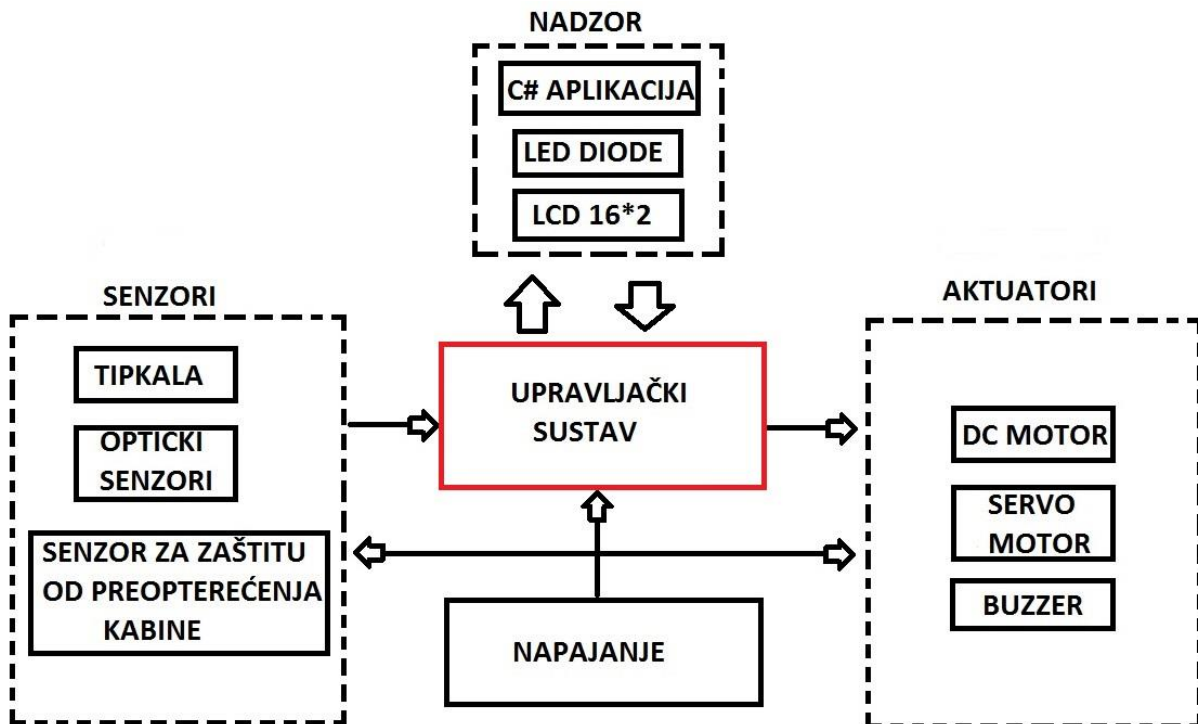 NADZOR
C# APLIKACIJA
LED DIODE
LCD 16*2
SENZORI
TIPKALA
OPTICKI
SENZORI
SENZOR ZA ZAŠTITU
OD PREOPTEREĆENJA
KABINE
UPRAVLJAČKI
SUSTAV
NAPAJANJE
AKTUATORI
DC MOTOR
SERVO
MOTOR
BUZZER